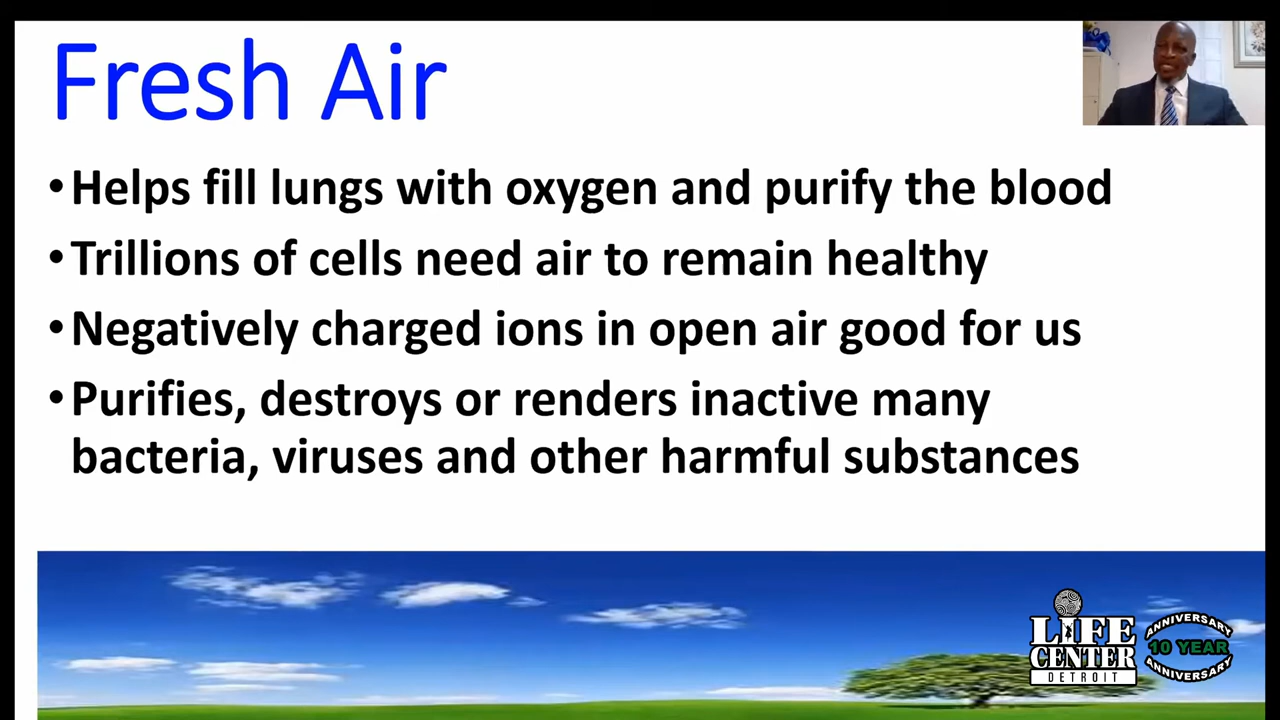 Fresh Air
•Helps fill lungs with oxygen and purify the blood
•Trillions of cells need air to remain healthy
•Negatively charged ions in open air good for us
•Purifies, destroys or renders inactive many
bacteria, viruses and other harmful substances
LIFE
CENTER
DETROIT
ANNIVERSARY
10 YEAR
ANNIVERSARY